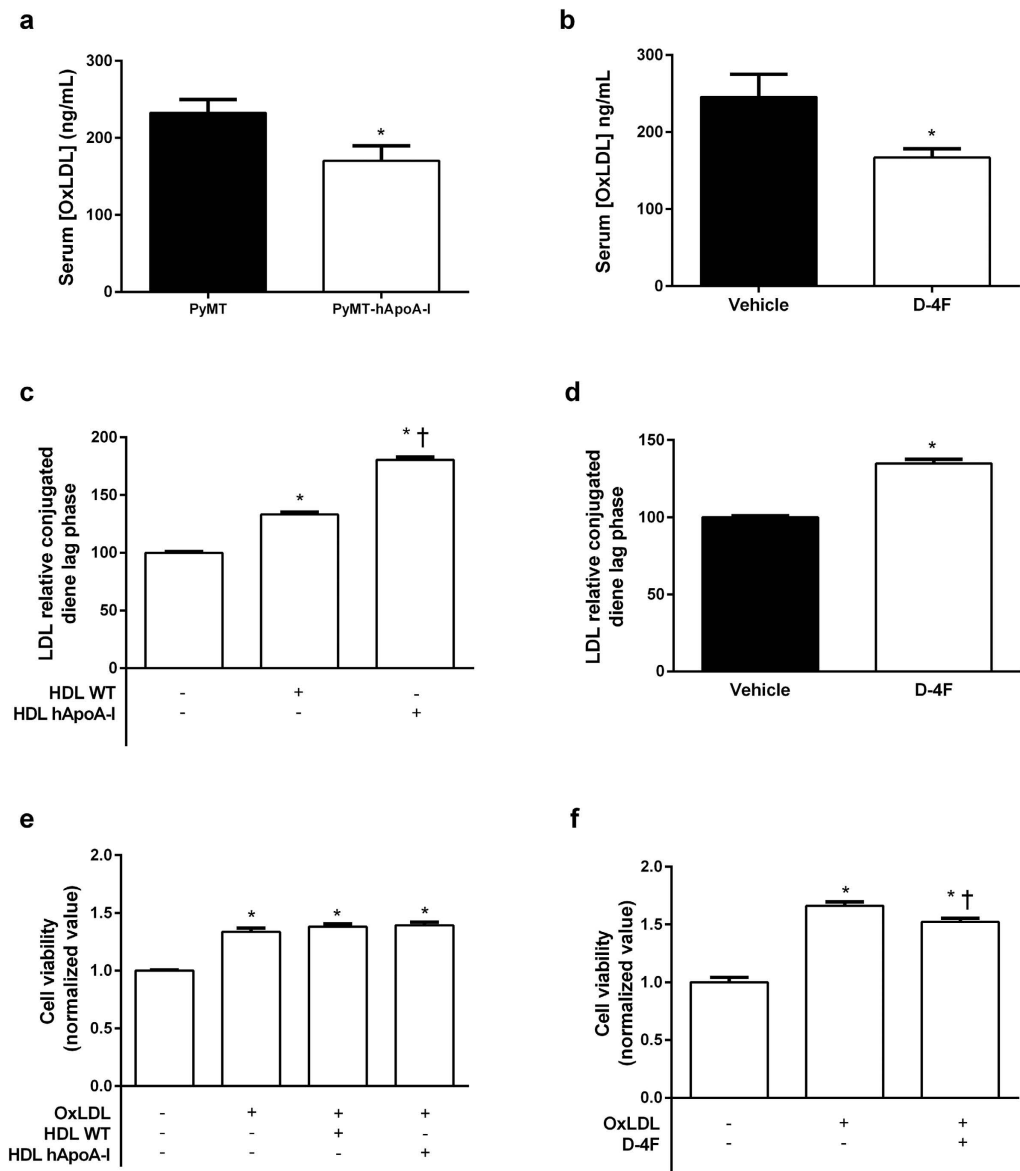 a
Serum [OxLDL] (ng/mL)
300
200
100
0
*
PyMT
PyMT-hApoA-I
b
Serum [OxLDL] ng/mL
300
200
100
0
*
Vehicle
D-4F
c
LDL relative conjugated
diene lag phase
200
150
100
50
0
*
* †
HDL WT - + -
HDL hApoA-I - - +
d
LDL relative conjugated
diene lag phase
150
100
50
0
*
Vehicle
D-4F
e
Cell viability
(normalized value)
2.0
1.5
1.0
0.5
0.0
* * *
OxLDL - + + +
HDL WT - - + -
HDL hApoA-I - - - +
f
Cell viability
(normalized value)
2.0
1.5
1.0
0.5
0.0
*
* †
OxLDL - + +
D-4F - - +